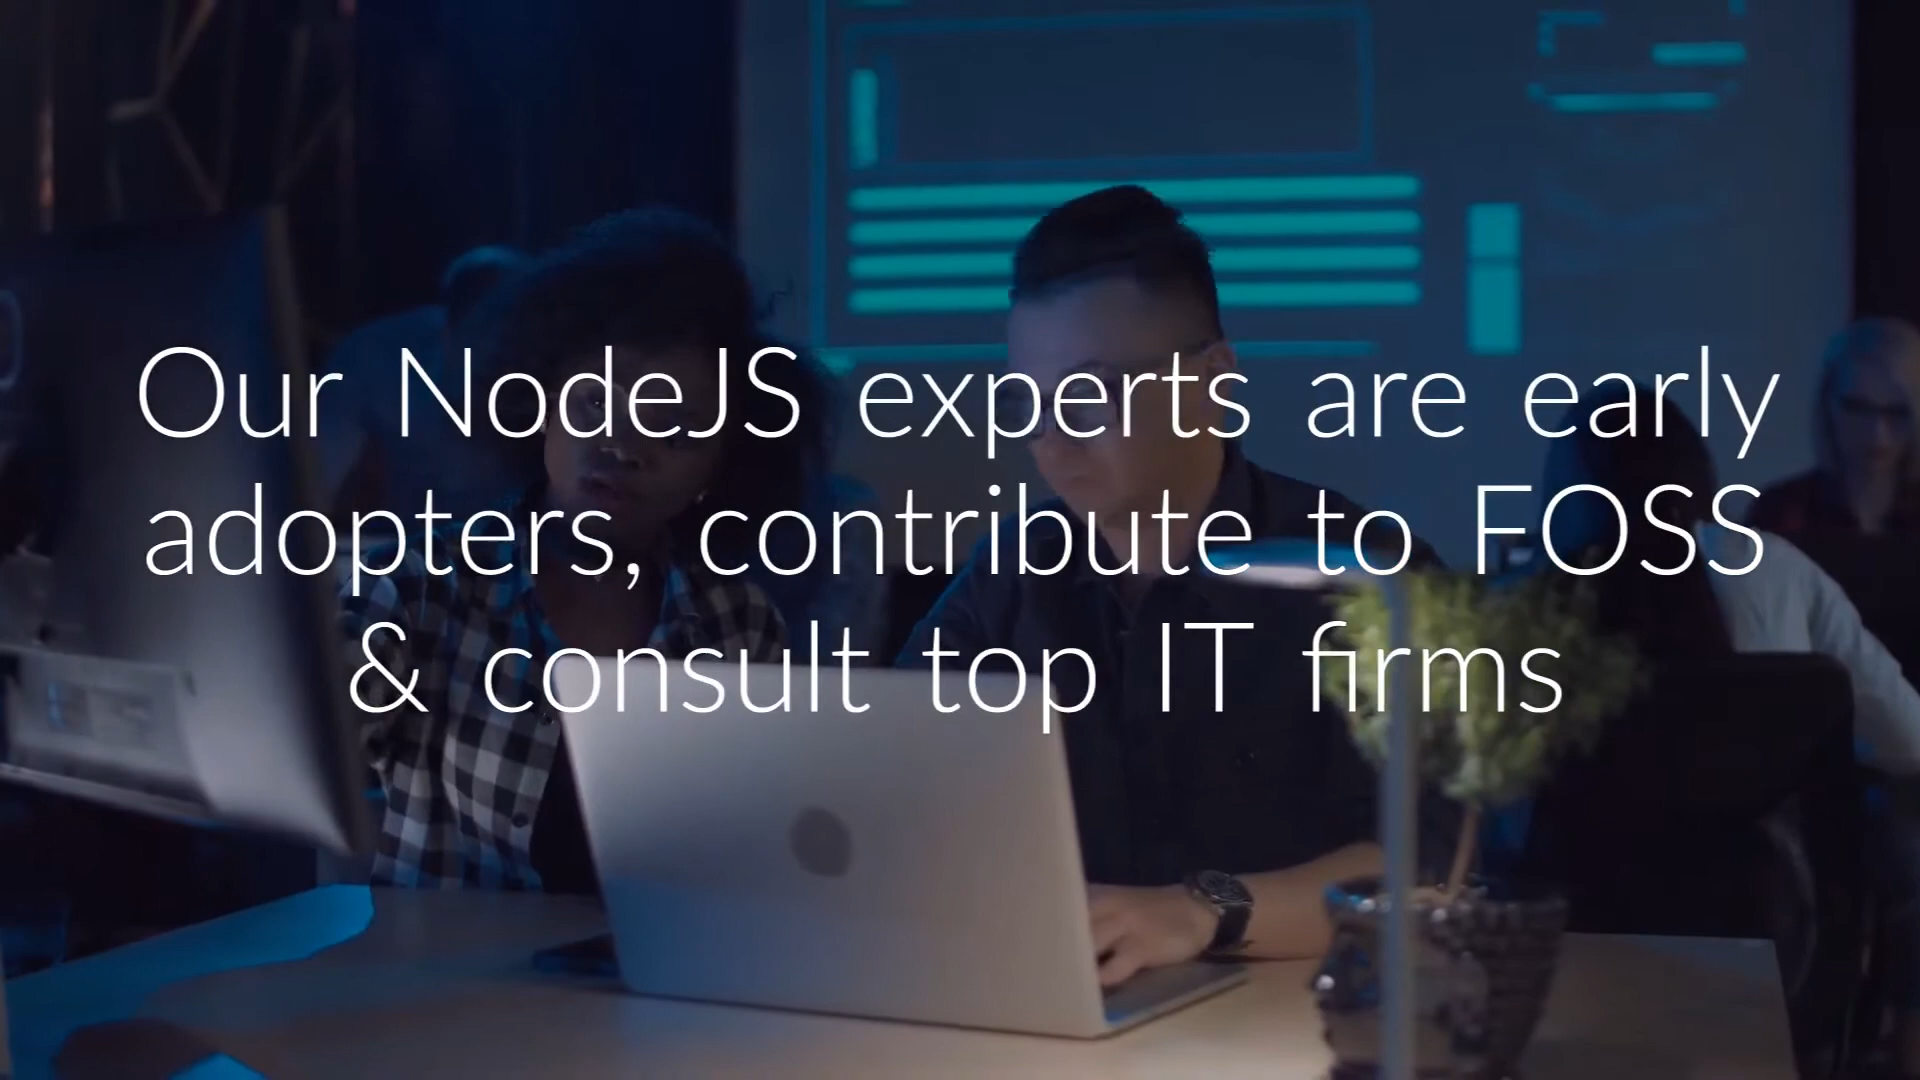 Our NodeJS experts are early
adopters, contribute to FOSS
& consult top IT firms